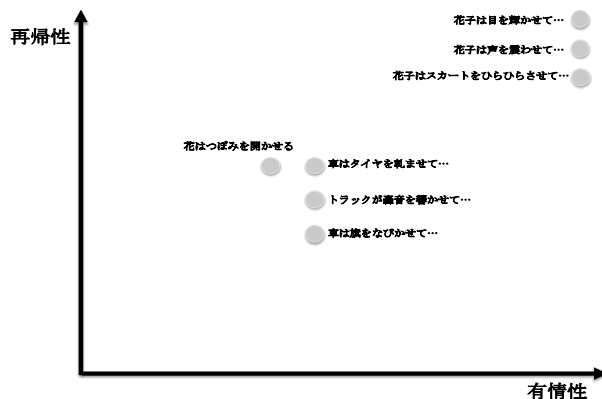 花子は目を輝かせて…
再帰性
花子は声を震わせて…
花子はスカートをひらひらさせて…
花はつぼみを開かせる
車はタイヤを軋ませて…
トラックが轟音を響かせて…
車は旗をなびかせて…
有情性